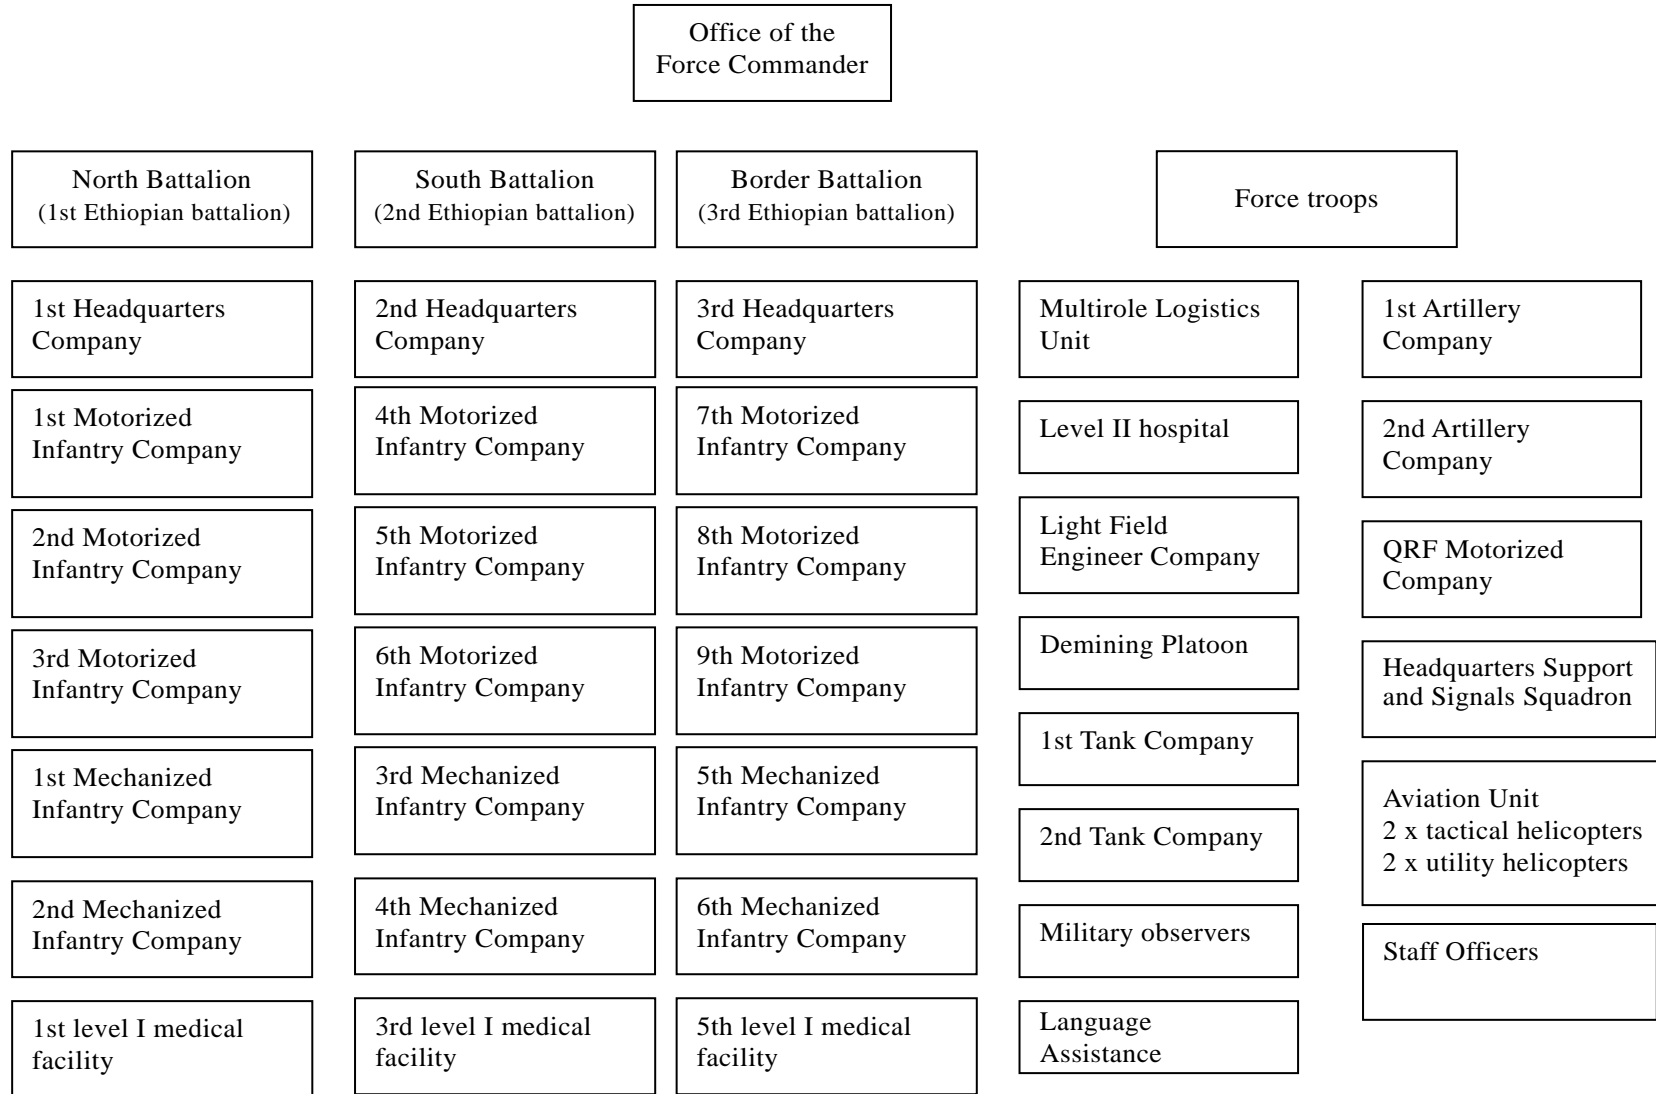 Office of the
Force Commander
North Battalion
(1st Ethiopian battalion)
South Battalion
(2nd Ethiopian battalion)
Border Battalion
(3rd Ethiopian battalion)
Force troops
1st Headquarters
Company
1st Motorized
Infantry Company
2nd Motorized
Infantry Company
3rd Motorized
Infantry Company
1st Mechanized
Infantry Company
2nd Mechanized
Infantry Company
1st level I medical
facility
2nd Headquarters
Company
4th Motorized
Infantry Company
5th Motorized
Infantry Company
6th Motorized
Infantry Company
3rd Mechanized
Infantry Company
4th Mechanized
Infantry Company
3rd level I medical
facility
3rd Headquarters
Company
7th Motorized
Infantry Company
8th Motorized
Infantry Company
9th Motorized
Infantry Company
5th Mechanized
Infantry Company
6th Mechanized
Infantry Company
5th level I medical
facility
Multirole Logistics
Unit
Level II hospital
Light Field
Engineer Company
Demining Platoon
1st Tank Company
2nd Tank Company
Military observers
Language
Assistance
1st Artillery
Company
2nd Artillery
Company
QRF Motorized
Company
Headquarters Support
and Signals Squadron
Aviation Unit
2 x tactical helicopters
2 x utility helicopters
Staff Officers